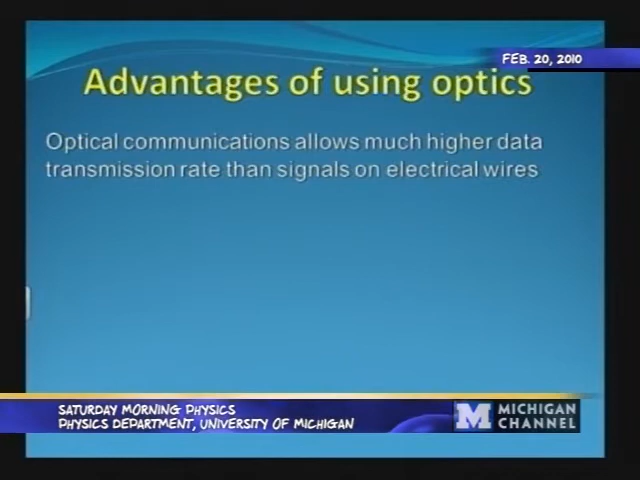 FEB. 20, 2010
Advantages of using optics
Optical communications allows much higher data
transmission rate than signals on electrical wires
SATURDAY MORNING PHYSICS
PHYSICS DEPARTMENT, UNIVERSITY OF MICHIGAN
M MICHIGAN
CHANNEL